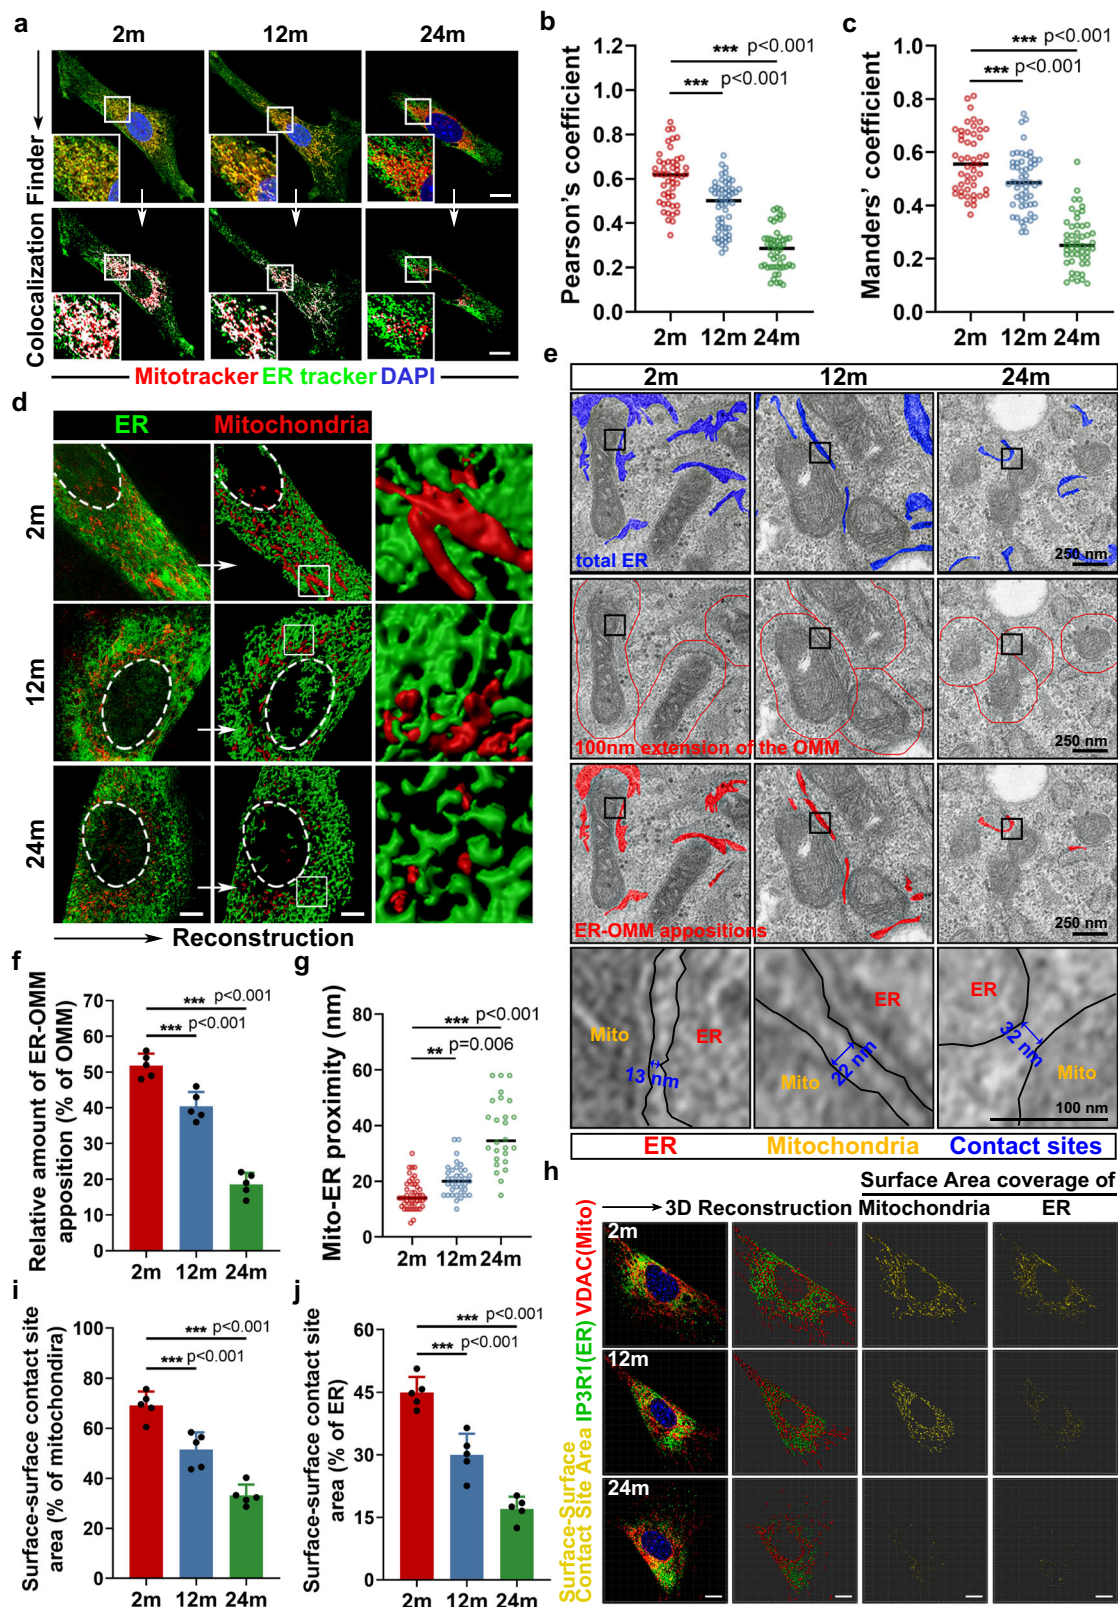 a
2m 12m 24m
Colocalization Finder
Mitotracker ER tracker DAPI
b
Pearson's coefficient
1.2
1.0
0.8
0.6
0.4
0.2
0.0
*** p<0.001
*** p<0.001
2m 12m 24m
c
Manders' coefficient
1.0
0.8
0.6
0.4
0.2
0.0
*** p<0.001
*** p<0.001
2m 12m 24m
d
ER Mitochondria
2m
12m
24m
Reconstruction
e
2m 12m 24m
total ER
250 nm
100nm extension of the OMM
250 nm
ER-OMM appositions
250 nm
Mito ER 13 nm
ER Mito 22 nm
ER 32 nm Mito
100 nm
ER Mitochondria Contact sites
f
Relative amount of ER-OMM
apposition (% of OMM)
70
60
50
40
30
20
10
0
*** p<0.001
*** p<0.001
2m 12m 24m
g
Mito-ER proximity (nm)
80
60
40
20
0
*** p<0.001
** p=0.006
2m 12m 24m
h
Surface Area coverage of
3D Reconstruction Mitochondria ER
Surface-Surface
Contact Site Area IP3R1(ER) VDAC(Mito)
2m
12m
24m
i
Surface-surface contact site
area (% of mitochondira)
100
80
60
40
20
0
*** p<0.001
*** p<0.001
2m 12m 24m
j
Surface-surface contact site
area (% of ER)
60
45
30
15
0
*** p<0.001
*** p<0.001
2m 12m 24m